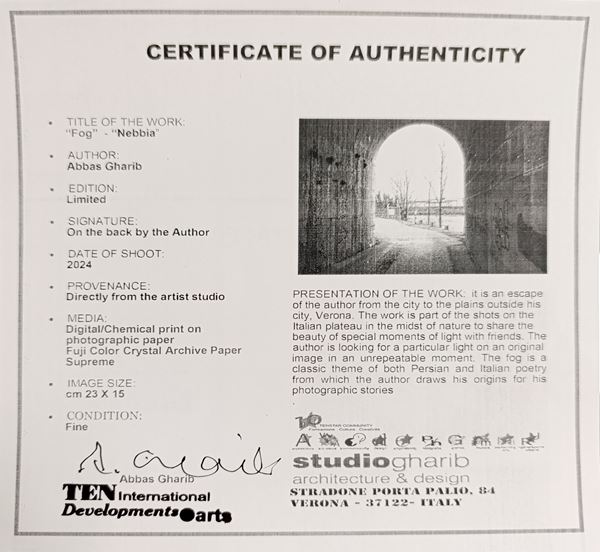 CERTIFICATE OF AUTHENTICITY
TITLE OF THE WORK:
"Fog" - "Nebbia"
AUTHOR:
Abbas Gharib
EDITION:
Limited
SIGNATURE:
On the back by the Author
DATE OF SHOOT:
2024
PROVENANCE:
Directly from the artist studio
MEDIA:
Digital/Chemical print on
photographic paper
Fuji Color Crystal Archive Paper
Supreme
IMAGE SIZE:
cm 23 X 15
CONDITION:
Fine
A. Gharib
Abbas Gharib
TEN International
Developments arts
PRESENTATION OF THE WORK: it is an escape
of the author from the city to the plains outside his
city, Verona. The work is part of the shots on the
Italian plateau in the midst of nature to share the
beauty of special moments of light with friends. The
author is looking for a particular light on an original
image in an unrepeatable moment. The fog is a
classic theme of both Persian and Italian poetry
from which the author draws his origins for his
photographic stories
TENSTAR COMMUNITY
studiogharib
architecture & design
STRADONE PORTA PALIO, 84
VERONA - 37122- ITALY